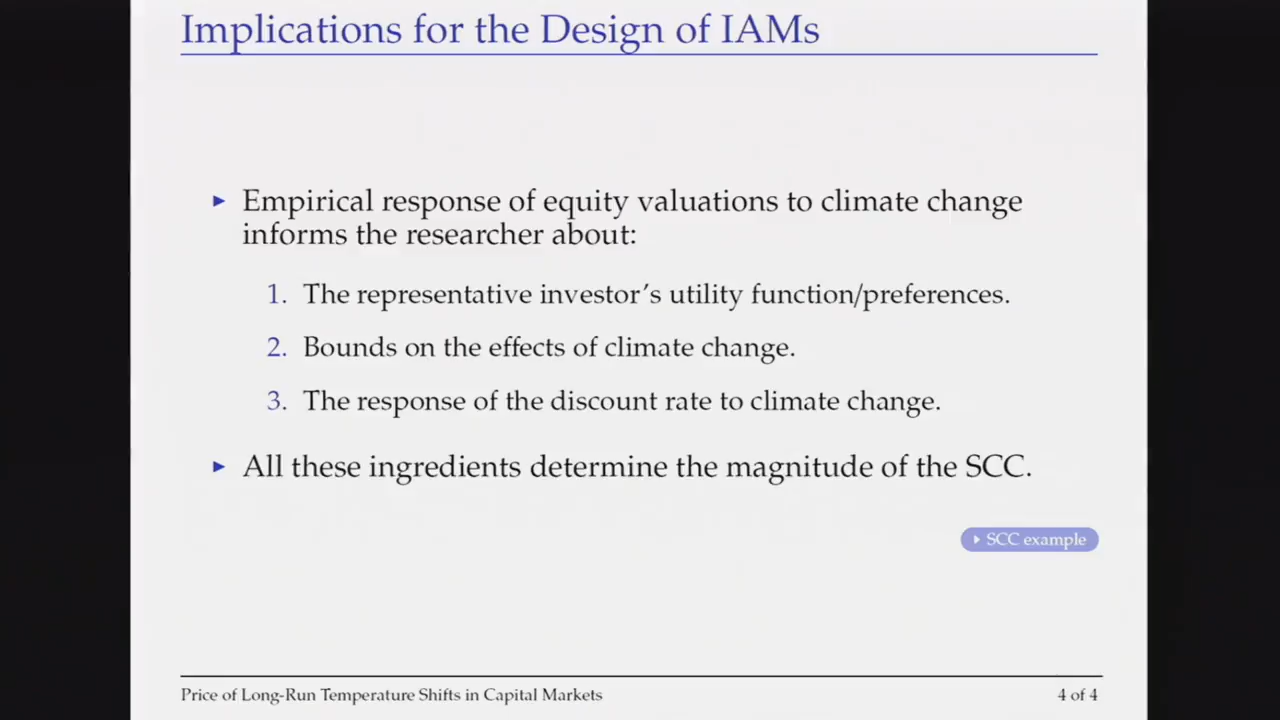 Implications for the Design of IAMs
▸ Empirical response of equity valuations to climate change
informs the researcher about:
1. The representative investor's utility function/preferences.
2. Bounds on the effects of climate change.
3. The response of the discount rate to climate change.
▸ All these ingredients determine the magnitude of the SCC.
▸ SCC example
Price of Long-Run Temperature Shifts in Capital Markets 4 of 4